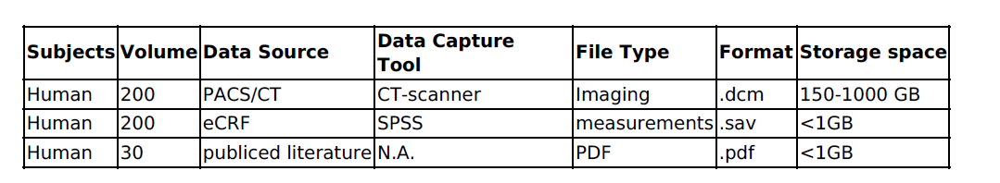 Subjects Volume Data Source Data Capture Tool File Type Format Storage space
Human 200 PACS/CT CT-scanner Imaging .dcm 150-1000 GB
Human 200 eCRF SPSS measurements .sav <1GB
Human 30 publiced literature N.A. PDF .pdf <1GB